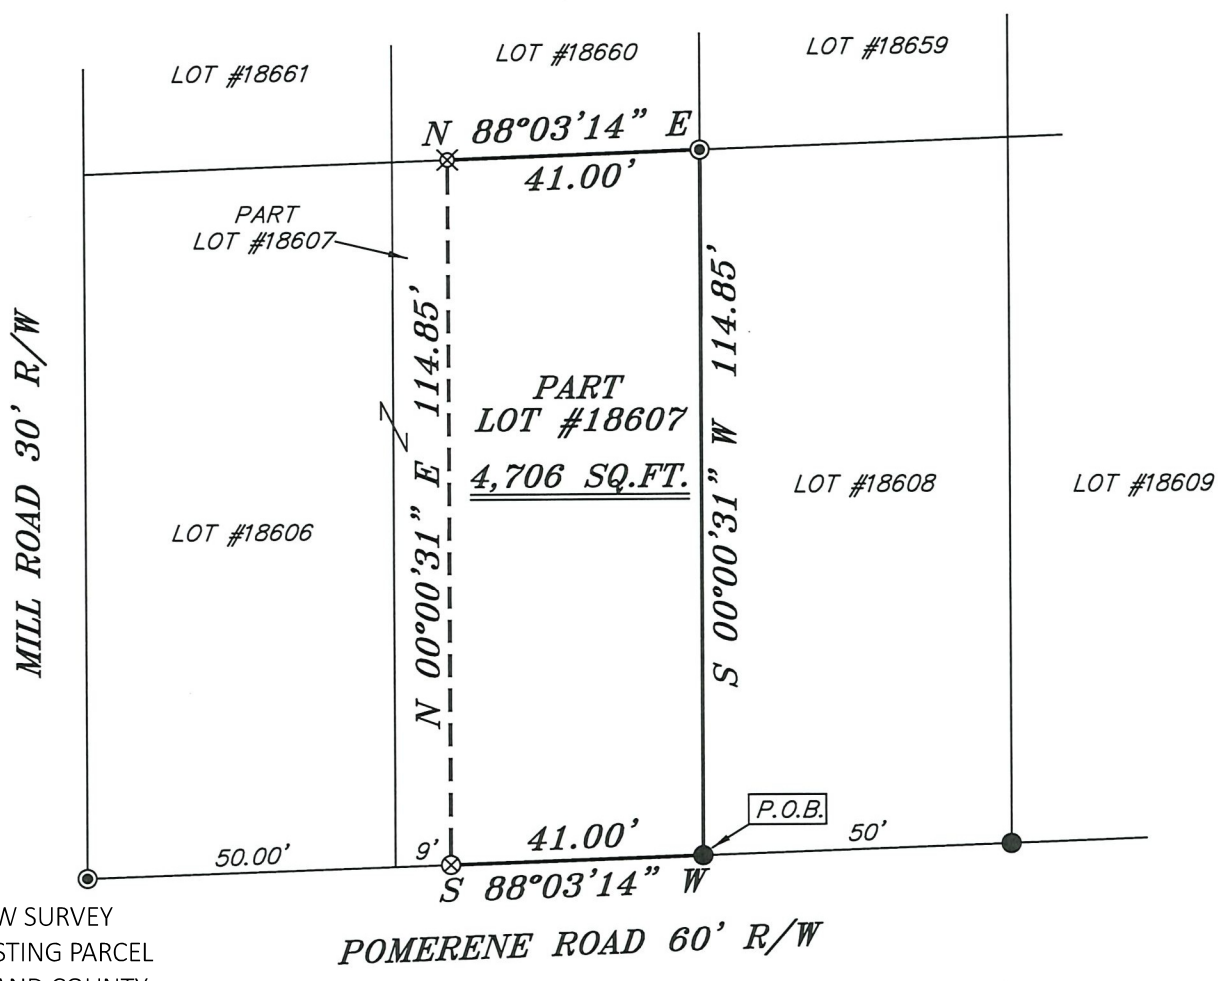 LOT #18661
LOT #18660
LOT #18659
N 88°03'14" E
41.00'
PART
LOT #18607
MILL ROAD 30' R/W
N 00°00'31" E 114.85'
PART
LOT #18607
4,706 SQ.FT.
S 00°00'31" W 114.85'
LOT #18606
LOT #18608
LOT #18609
P.O.B.
50.00'
9'
41.00'
50'
S 88°03'14" W
POMERENE ROAD 60' R/W
W SURVEY
STING PARCEL
AND COUNTY